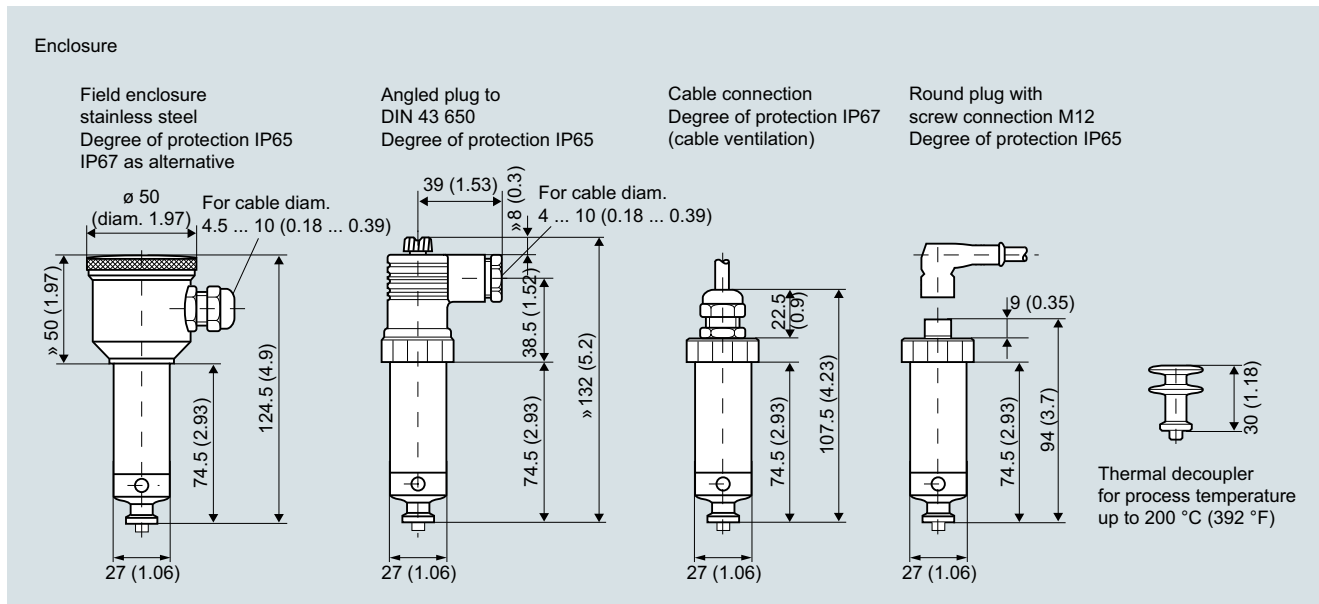 Enclosure
Field enclosure
stainless steel
Degree of protection IP65
IP67 as alternative
ø 50
(diam. 1.97)
For cable diam.
4.5 ... 10 (0.18 ... 0.39)
» 50 (1.97)
74.5 (2.93)
124.5 (4.9)
27 (1.06)
Angled plug to
DIN 43 650
Degree of protection IP65
39 (1.53)
»8 (0.3)
For cable diam.
4 ... 10 (0.18 ... 0.39)
38.5 (1.52)
74.5 (2.93)
»132 (5.2)
27 (1.06)
Cable connection
Degree of protection IP67
(cable ventilation)
22.5
(0.9)
74.5 (2.93)
107.5 (4.23)
27 (1.06)
Round plug with
screw connection M12
Degree of protection IP65
9 (0.35)
74.5 (2.93)
94 (3.7)
27 (1.06)
30 (1.18)
Thermal decoupler
for process temperature
up to 200 °C (392 °F)